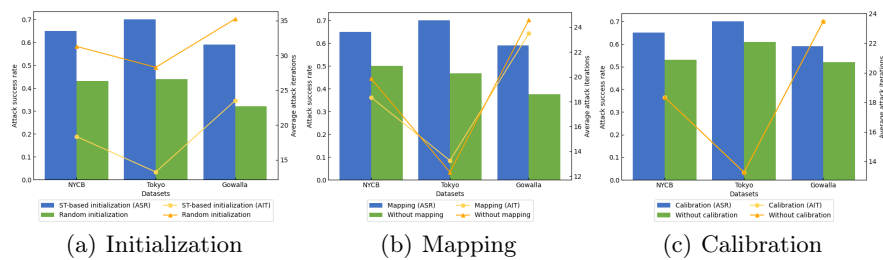 0.7
0.6
0.5
0.4
0.3
0.2
0.1
0.0
Attack success rate
35
30
25
20
15
Average attack iterations
NYCB Tokyo Gowalla
Datasets
ST-based initialization (ASR) ST-based initialization (AIT)
Random initialization Random initialization
(a) Initialization
0.7
0.6
0.5
0.4
0.3
0.2
0.1
0.0
Attack success rate
24
22
20
18
16
14
12
Average attack iterations
NYCB Tokyo Gowalla
Datasets
Mapping (ASR) Mapping (AIT)
Without mapping Without mapping
(b) Mapping
0.7
0.6
0.5
0.4
0.3
0.2
0.1
0.0
Attack success rate
24
22
20
18
16
14
Average attack iterations
NYCB Tokyo Gowalla
Datasets
Calibration (ASR) Calibration (AIT)
Without calibration Without calibration
(c) Calibration